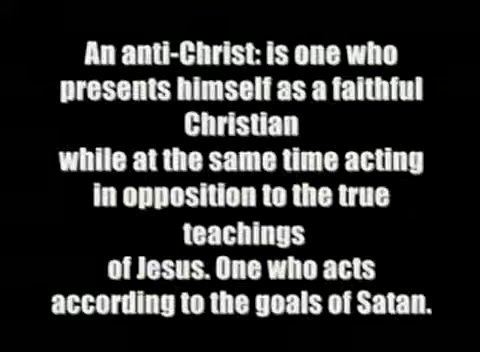 An anti-Christ: is one who
presents himself as a faithful
Christian
while at the same time acting
in opposition to the true
teachings
of Jesus. One who acts
according to the goals of Satan.